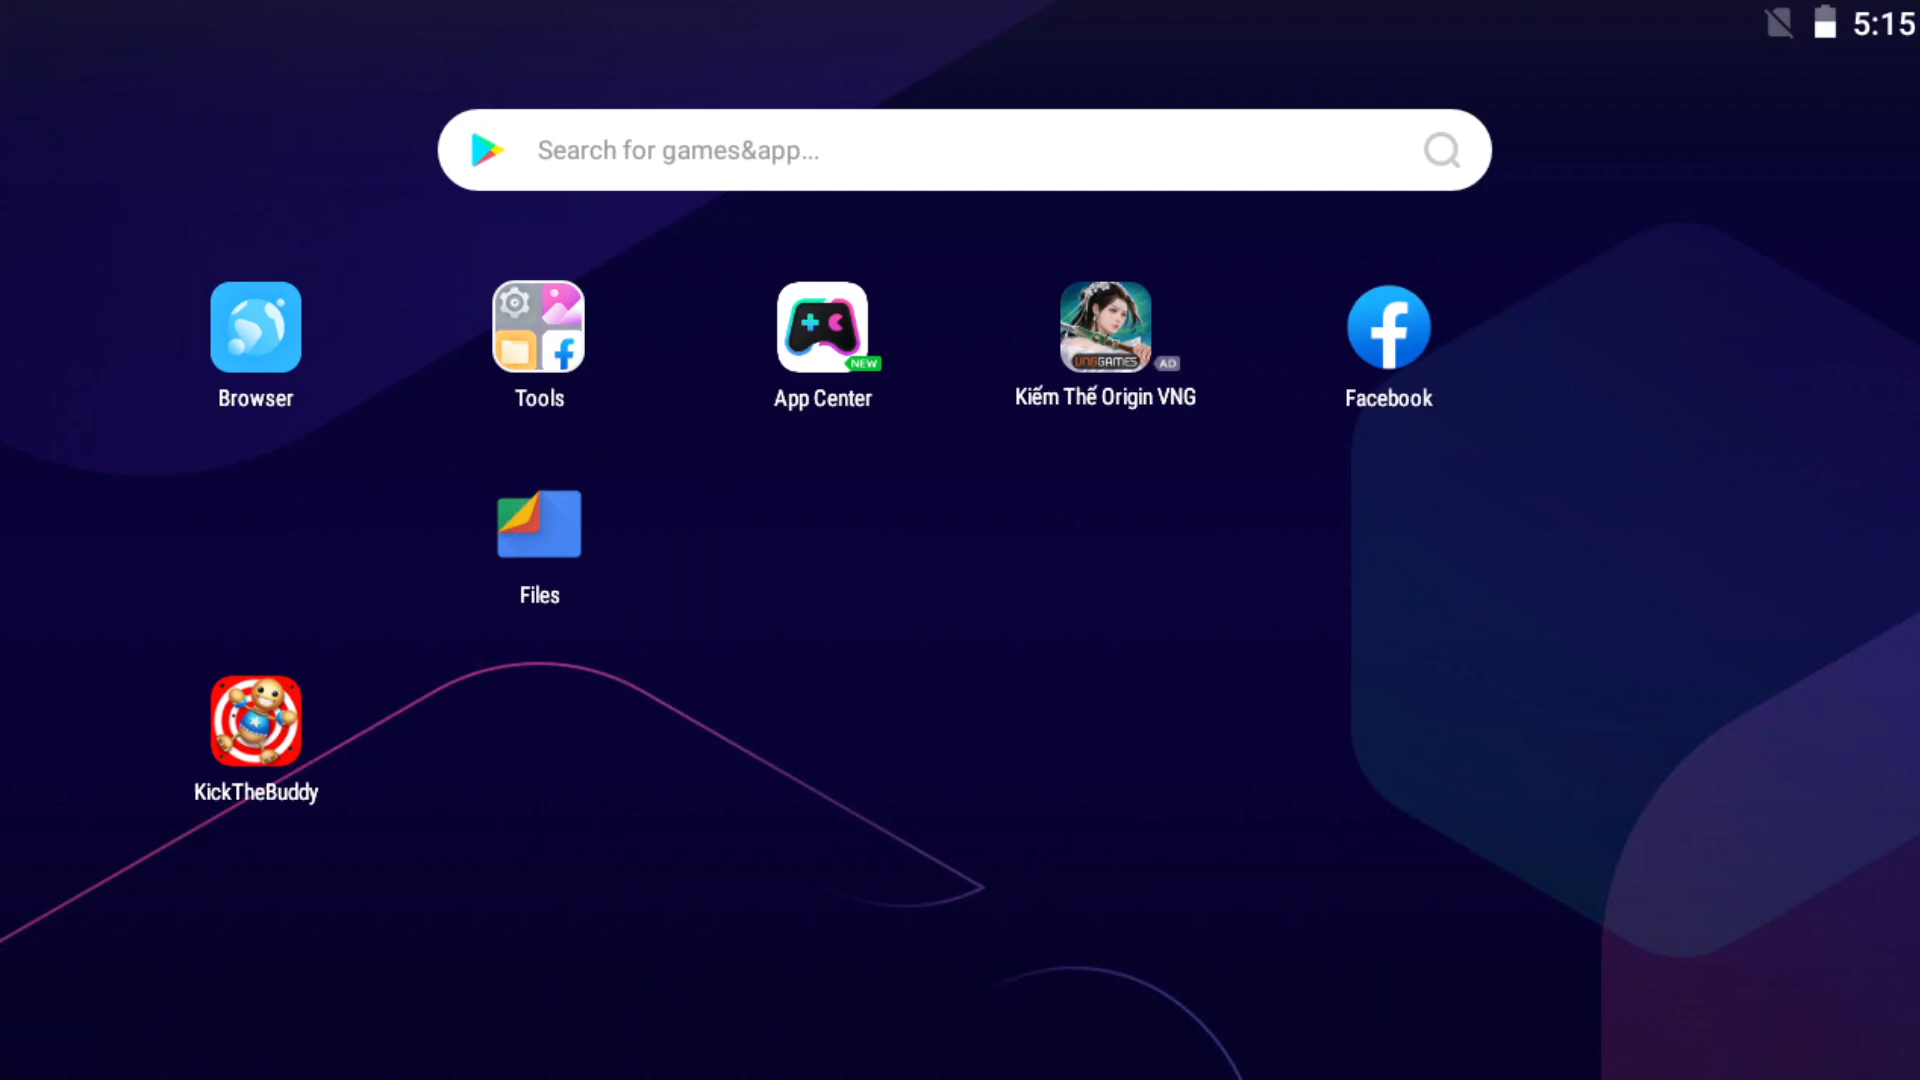 5:15
Search for games&app...
NEW
VNGGAMES
AD
Browser
Tools
App Center
Kiếm Thế Origin VNG
Facebook
Files
KickTheBuddy